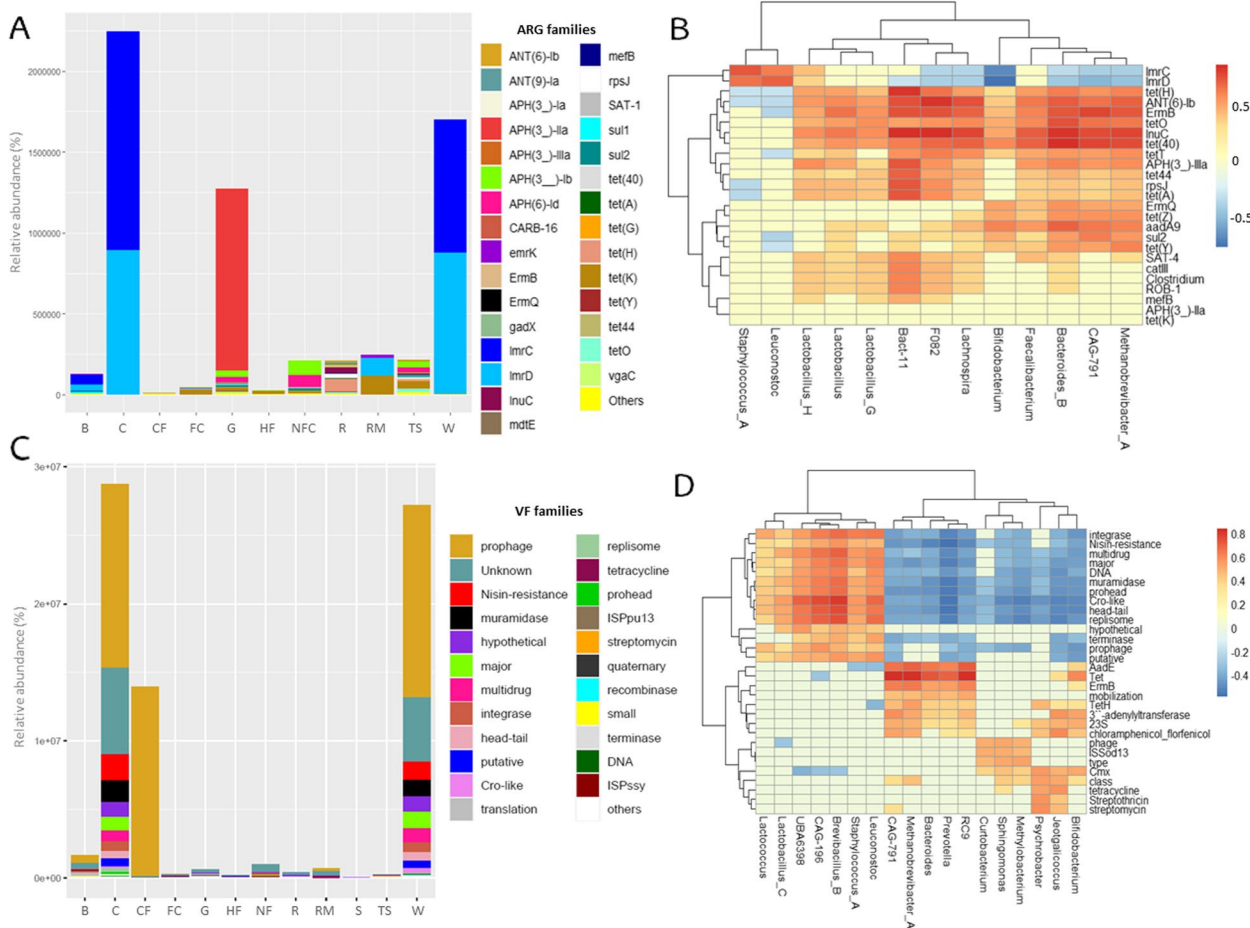 A
Relative abundance (%)
2000000
1500000
1000000
500000
0
B C CF FC G HF NFC R RM TS W
ARG families
ANT(6)-Ib
ANT(9)-Ia
APH(3_)-Ia
APH(3_)-IIa
APH(3_)-IIIa
APH(3__)-Ib
APH(6)-Id
CARB-16
emrK
ErmB
ErmQ
gadX
lmrC
lmrD
lnuC
mdtE
mefB
rpsJ
SAT-1
sul1
sul2
tet(40)
tet(A)
tet(G)
tet(H)
tet(K)
tet(Y)
tet44
tetO
vgaC
Others
B
lmrC
lmrD
tet(H)
ANT(6)-Ib
ErmB
tetO
lnuC
tet(40)
tetT
APH(3_)-IIIa
tet44
rpsJ
tet(A)
ErmQ
tet(Z)
aadA9
sul2
tet(Y)
SAT-4
catIII
Clostridium
ROB-1
mefB
APH(3_)-IIa
tet(K)
Staphylococcus_A
Leuconostoc
Lactobacillus_H
Lactobacillus
Lactobacillus_G
Bact-11
F082
Lachnospira
Bifidobacterium
Faecalibacterium
Bacteroides_B
CAG-791
Methanobrevibacter_A
0.5
0
-0.5
C
Relative abundance (%)
3e+07
2e+07
1e+07
0e+00
B C CF FC G HF NF R RM S TS W
VF families
prophage
Unknown
Nisin-resistance
muramidase
hypothetical
major
multidrug
integrase
head-tail
putative
Cro-like
translation
replisome
tetracycline
prohead
ISPpu13
streptomycin
quaternary
recombinase
small
terminase
DNA
ISPssy
others
D
integrase
Nisin-resistance
multidrug
major
DNA
muramidase
prohead
Cro-like
head-tail
replisome
hypothetical
terminase
prophage
putative
AadE
Tet
ErmB
mobilization
TetH
3``-adenylyltransferase
23S
chloramphenicol_florfenicol
phage
ISSod13
type
Cmx
class
tetracycline
Streptothricin
streptomycin
Lactococcus
Lactobacillus_C
UBA6398
CAG-196
Brevibacillus_B
Staphylococcus_A
Leuconostoc
CAG-791
Methanobrevibacter_A
Bacteroides
Prevotella
RC9
Curtobacterium
Sphingomonas
Methylobacterium
Psychrobacter
Jeotgalicoccus
Bifidobacterium
0.8
0.6
0.4
0.2
0
-0.2
-0.4